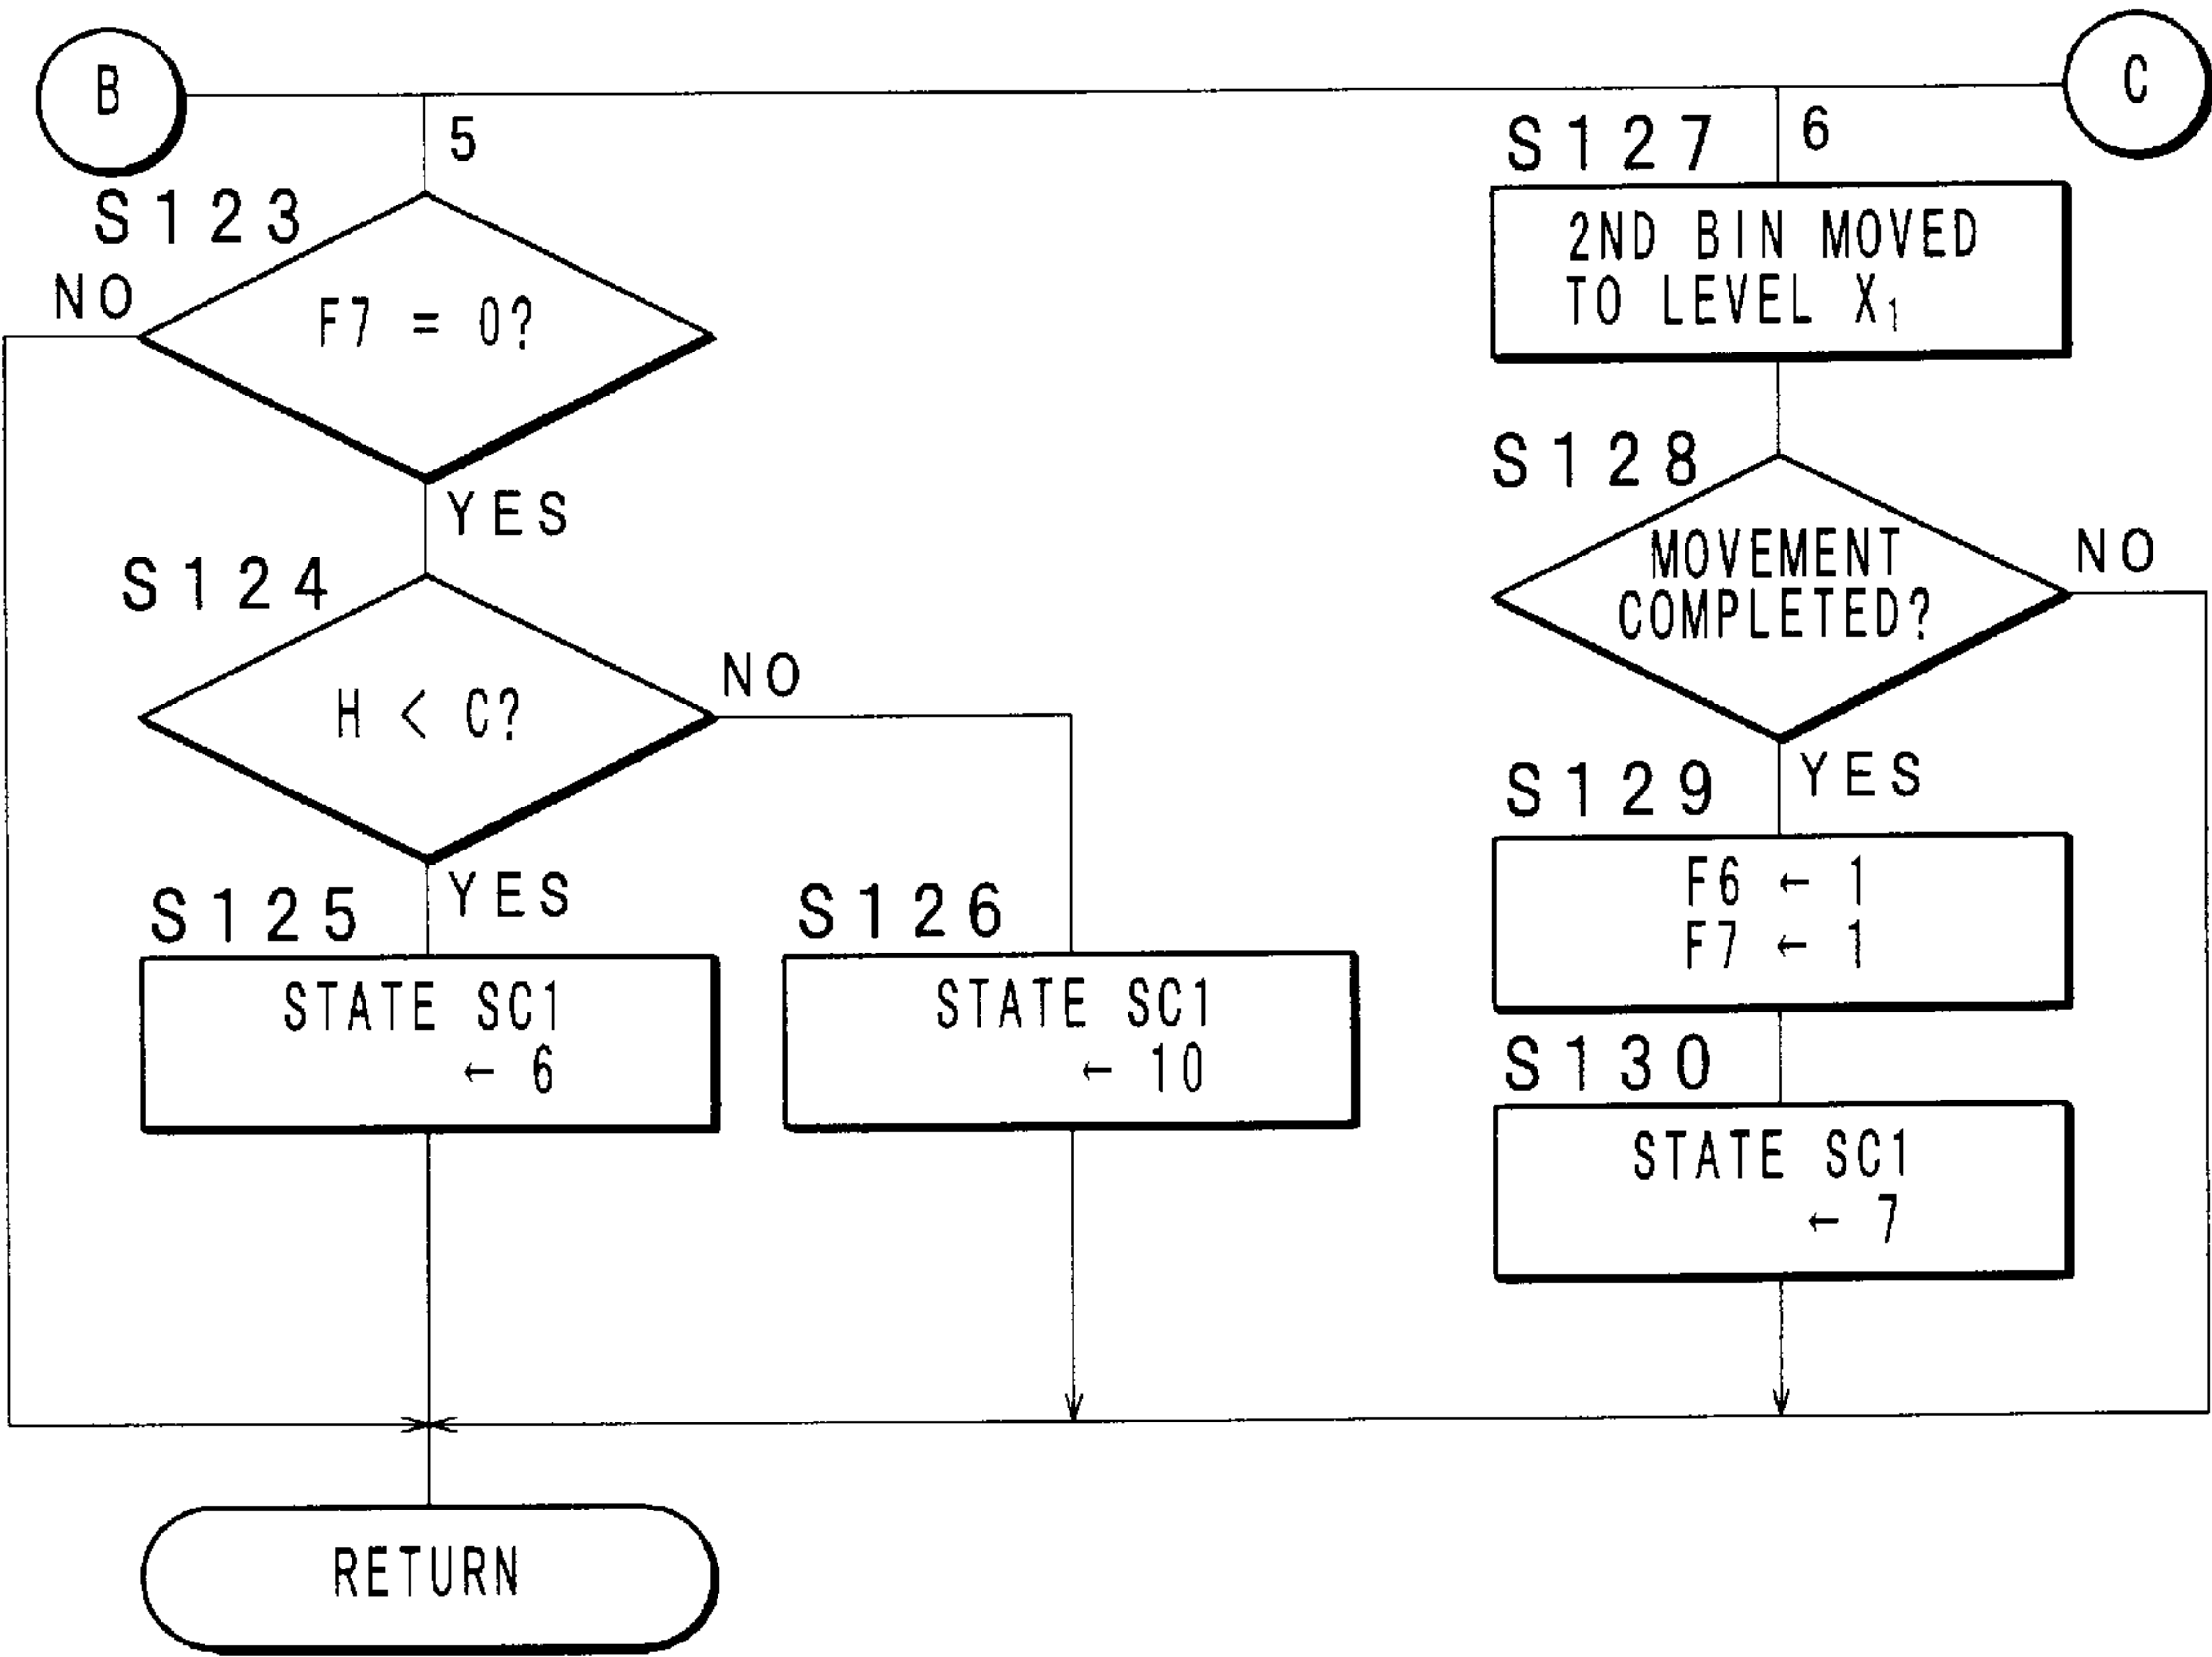 B
C
5
S123
F7 = 0?
NO
YES
S124
H < C?
NO
YES
S125
STATE SC1
← 6
S126
STATE SC1
← 10
6
S127
2ND BIN MOVED
TO LEVEL X₁
S128
MOVEMENT
COMPLETED?
NO
YES
S129
F6 ← 1
F7 ← 1
S130
STATE SC1
← 7
RETURN